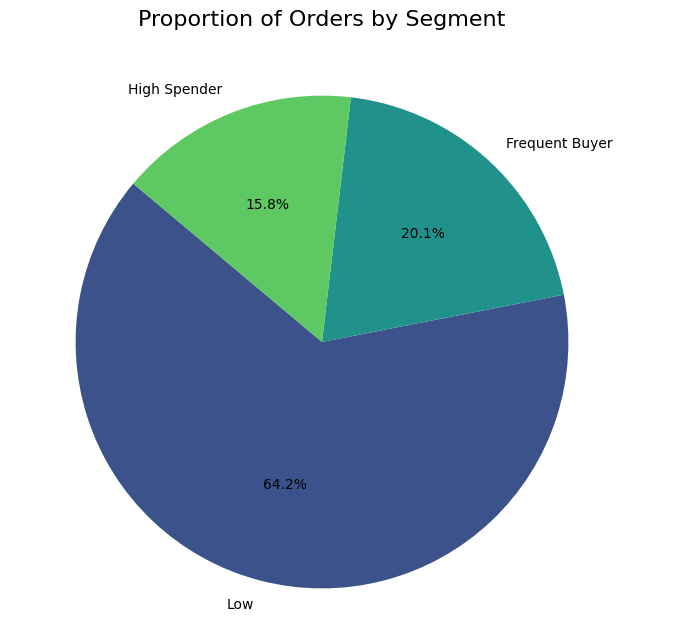 Proportion of Orders by Segment
High Spender
Frequent Buyer
15.8%
20.1%
64.2%
Low